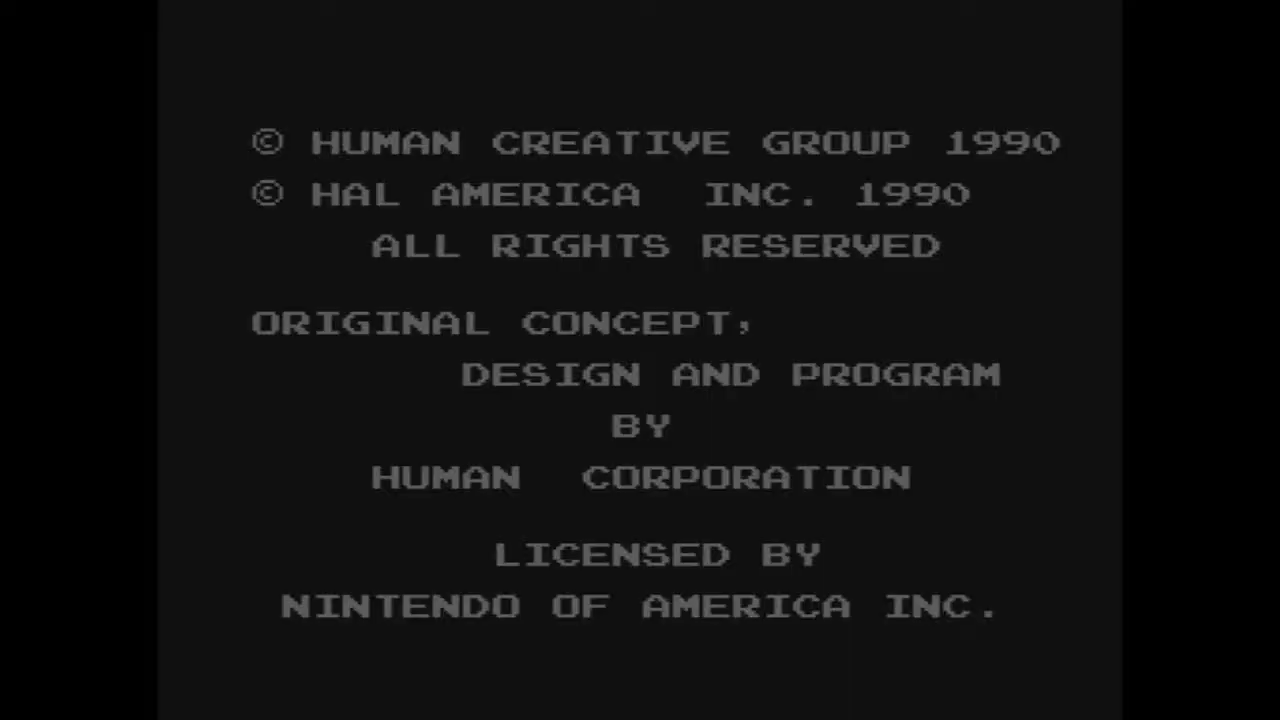 © HUMAN CREATIVE GROUP 1990
© HAL AMERICA INC. 1990
ALL RIGHTS RESERVED
ORIGINAL CONCEPT,
DESIGN AND PROGRAM
BY
HUMAN CORPORATION
LICENSED BY
NINTENDO OF AMERICA INC.